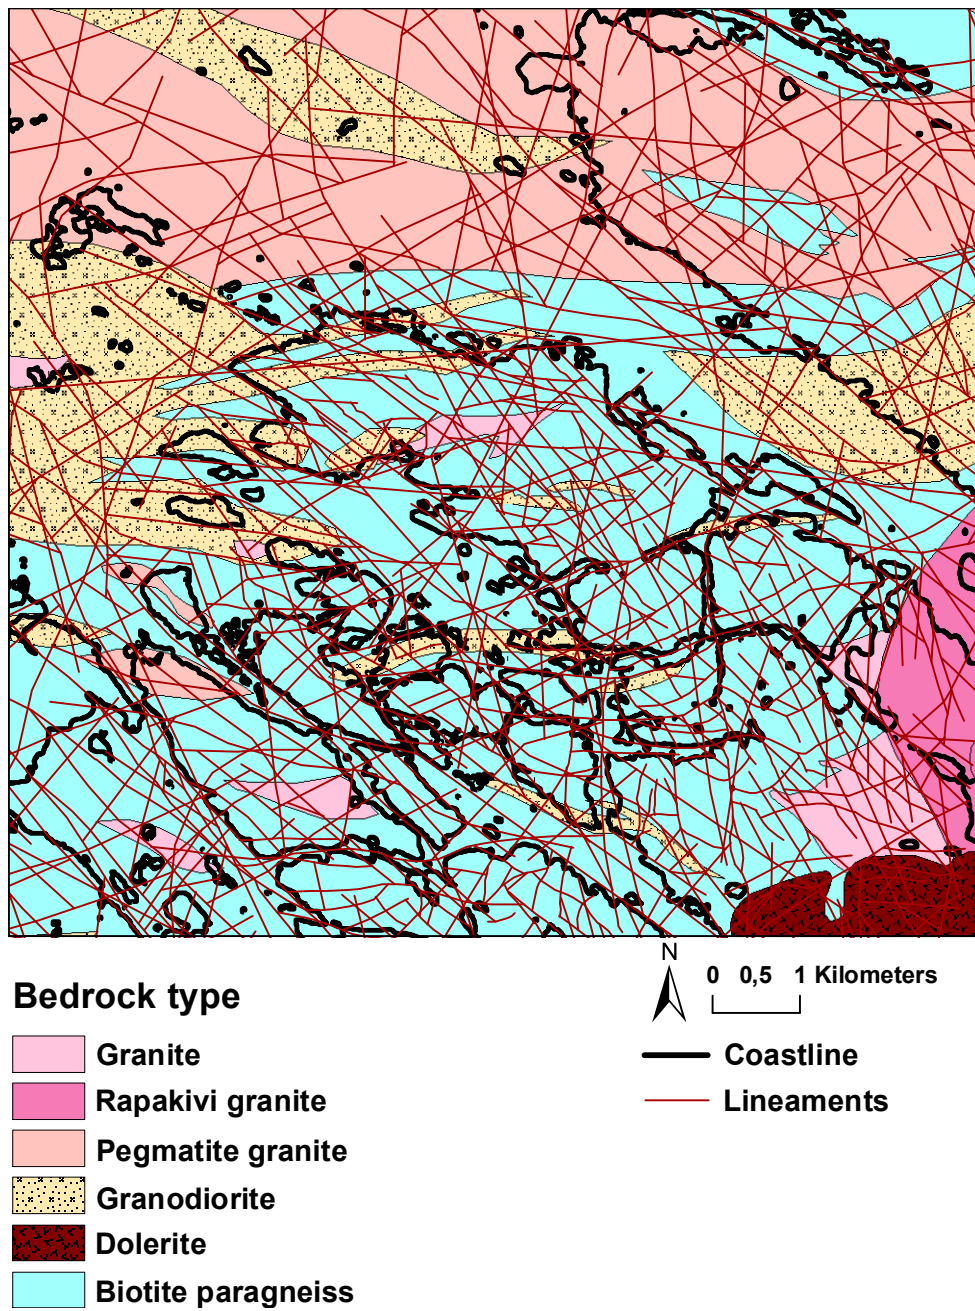 N
0 0,5 1 Kilometers
Bedrock type
Granite
Coastline
Rapakivi granite
Lineaments
Pegmatite granite
Granodiorite
Dolerite
Biotite paragneiss